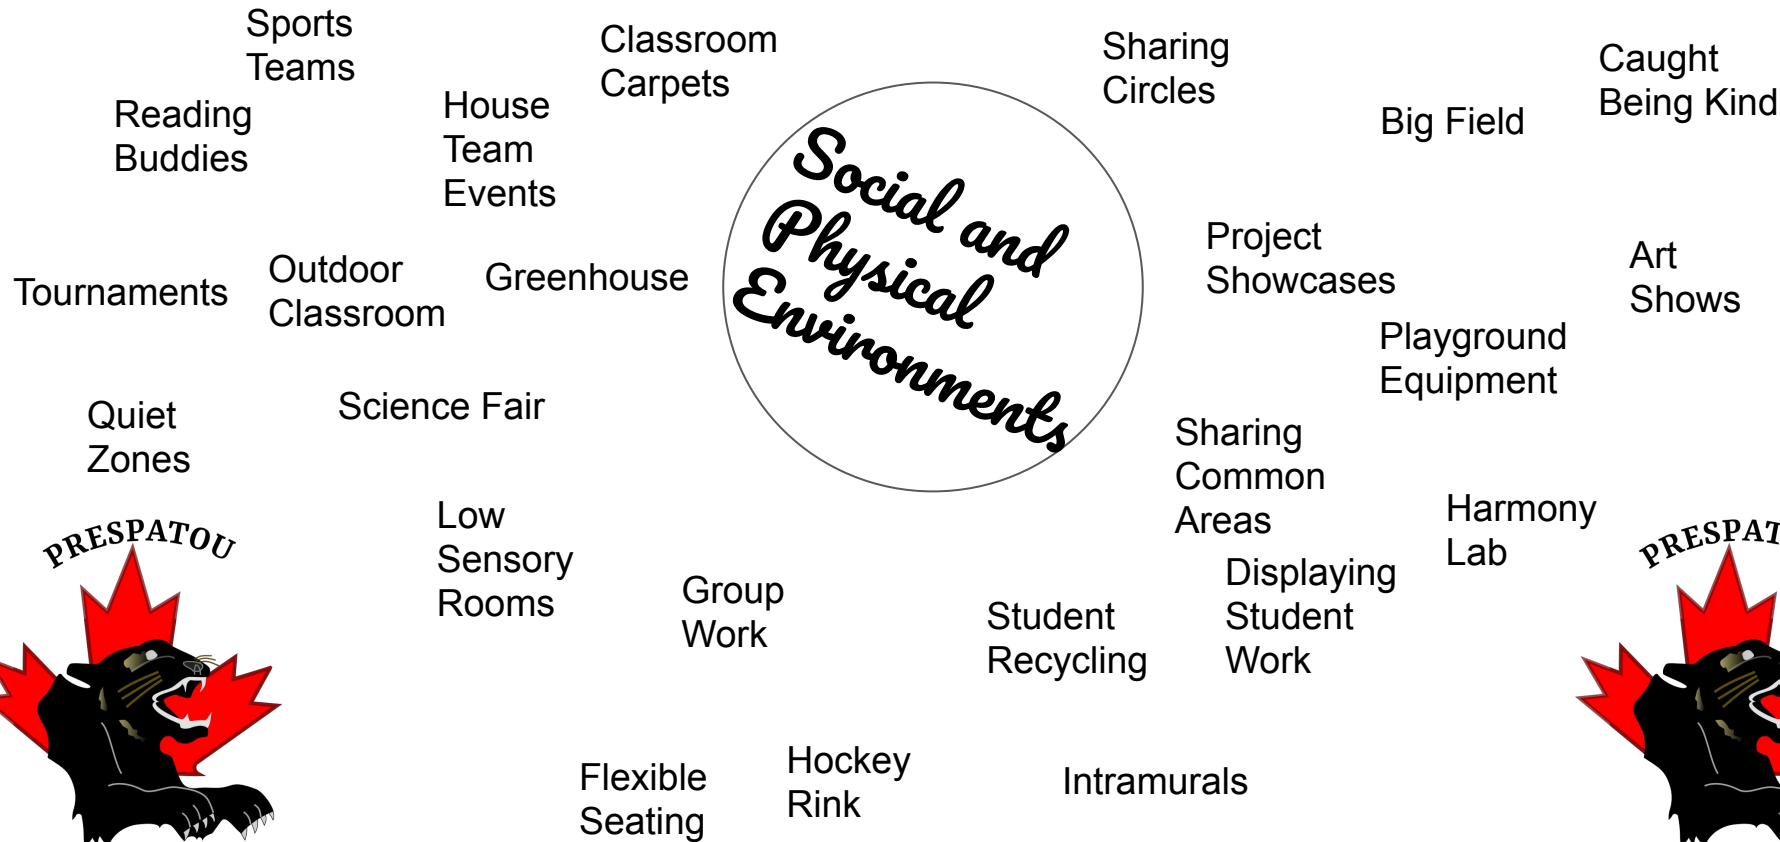 Sports
Teams
Classroom
Carpets
Sharing
Circles
Caught
Being Kind
Reading
Buddies
House
Team
Events
Big Field
Social and
Physical
Environments
Tournaments
Outdoor
Classroom
Greenhouse
Project
Showcases
Art
Shows
Playground
Equipment
Quiet
Zones
Science Fair
Sharing
Common
Areas
Harmony
Lab
Low
Sensory
Rooms
Group
Work
Student
Recycling
Displaying
Student
Work
PRESPATOU
PRESPAT
Flexible
Seating
Hockey
Rink
Intramurals